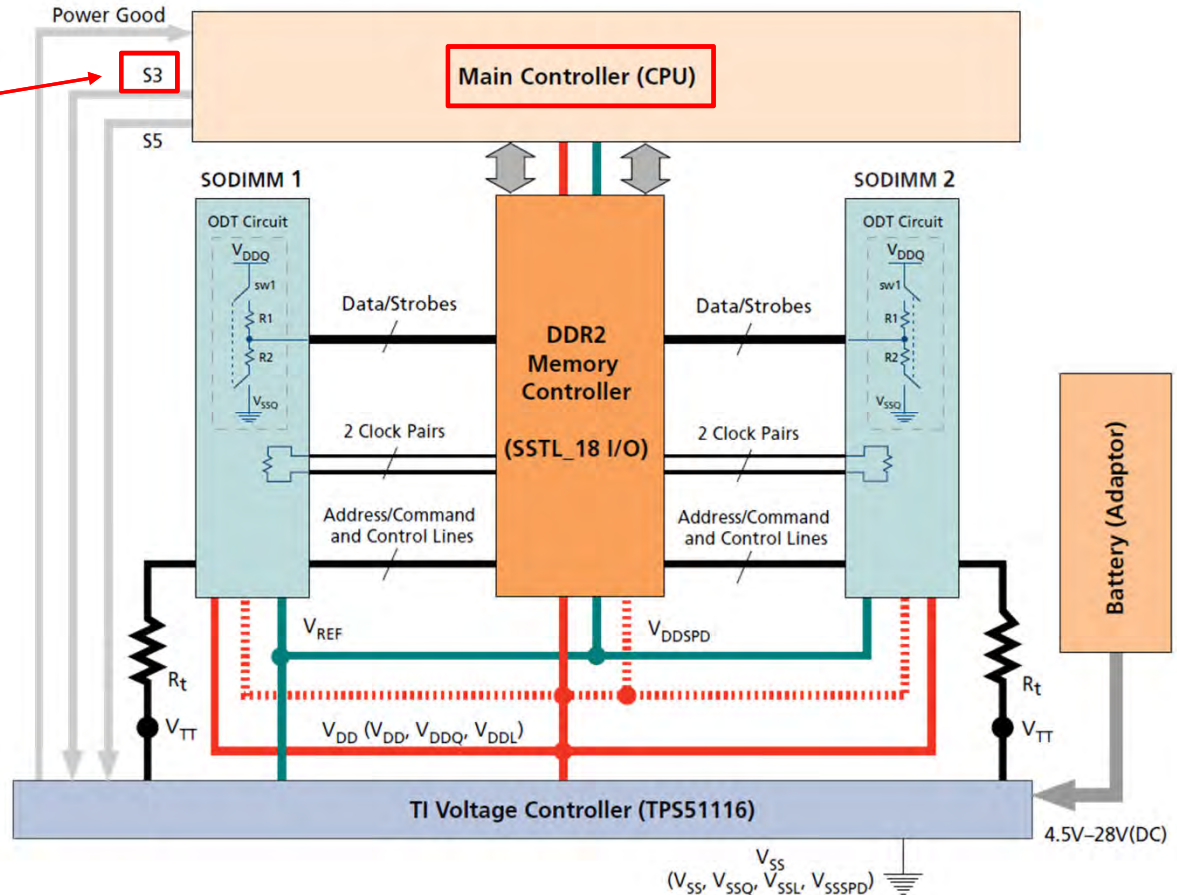 Power Good
S3
Main Controller (CPU)
S5
SODIMM 1
SODIMM 2
ODT Circuit
VDDQ
sw1
R1
R2
VSSQ
ODT Circuit
VDDQ
sw1
R1
R2
VSSQ
Data/Strobes
Data/Strobes
DDR2
Memory
Controller
(SSTL_18 I/O)
2 Clock Pairs
2 Clock Pairs
Address/Command
and Control Lines
Address/Command
and Control Lines
Battery (Adaptor)
VREF
VDDSPD
Rt
Rt
VTT
VDD (VDD, VDDQ, VDDL)
VTT
TI Voltage Controller (TPS51116)
4.5V–28V(DC)
VSS
(VSS, VSSQ, VSSL, VSSSPD)